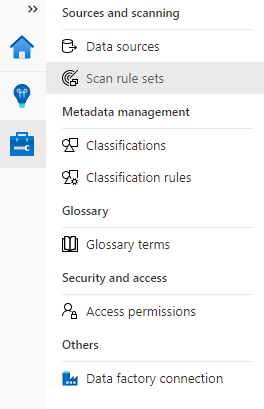 Sources and scanning
Data sources
Scan rule sets
Metadata management
Classifications
Classification rules
Glossary
Glossary terms
Security and access
Access permissions
Others
Data factory connection